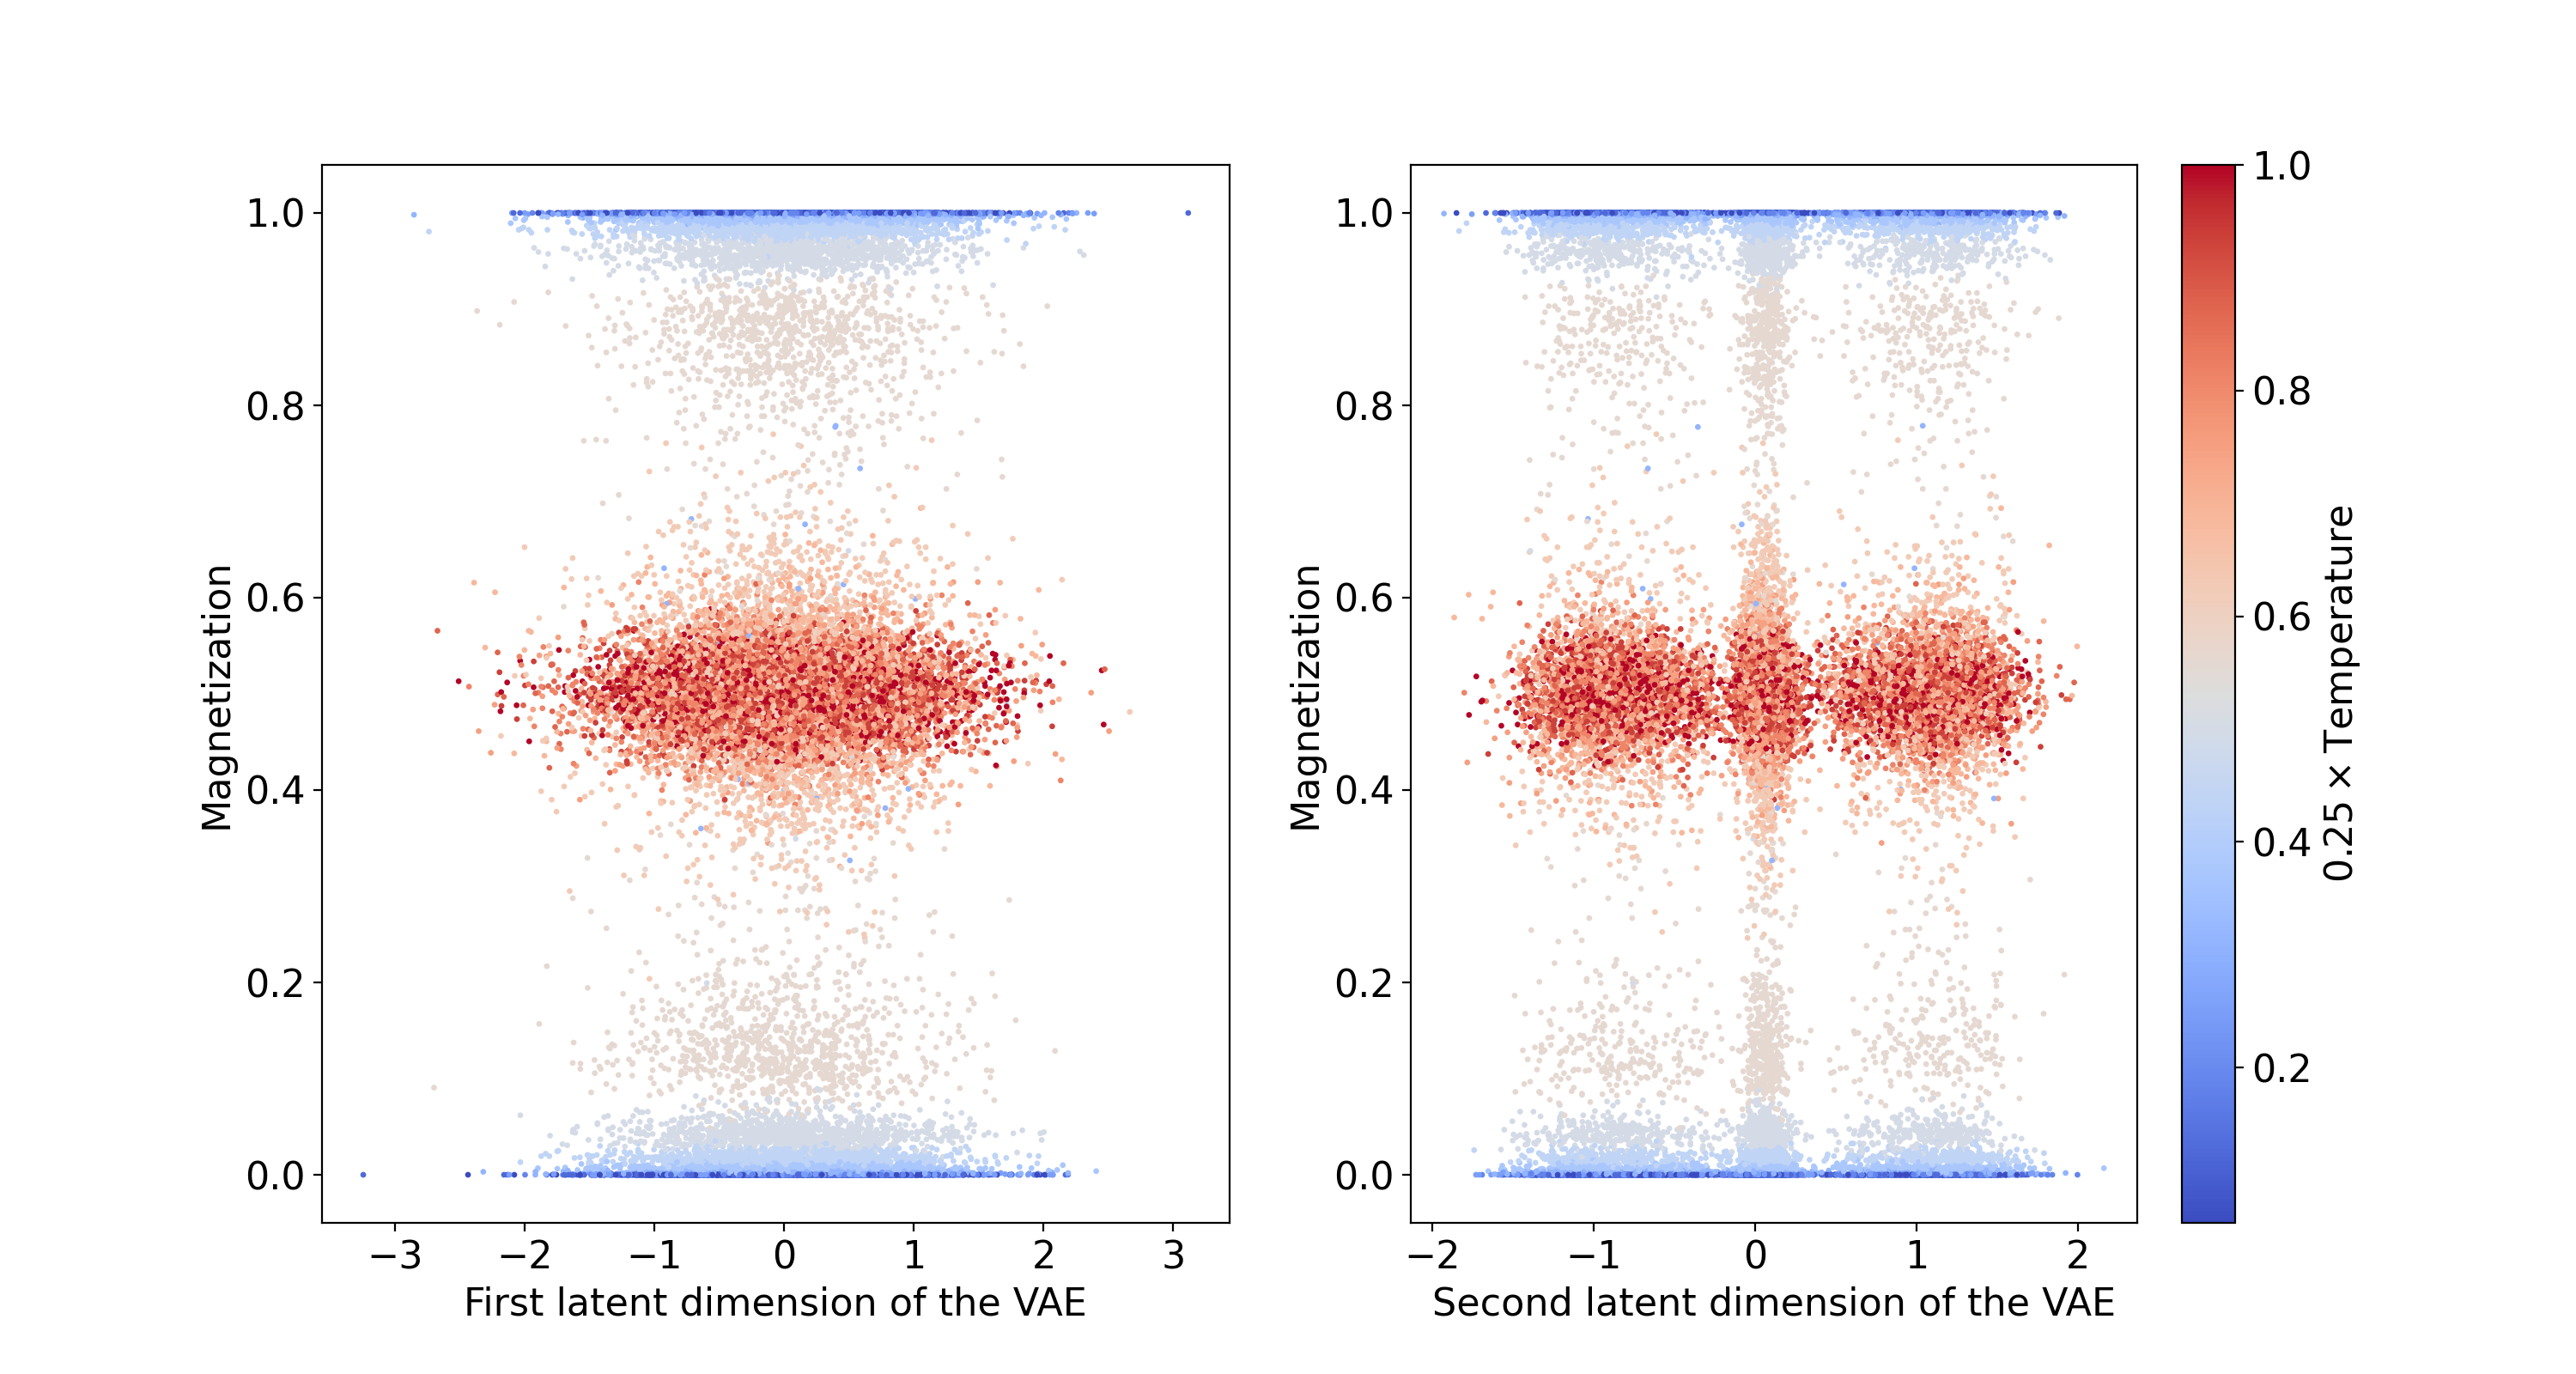 1.0
0.8
0.6
0.4
0.2
0.0
Magnetization
−3 −2 −1 0 1 2 3
First latent dimension of the VAE
1.0
0.8
0.6
0.4
0.2
0.0
Magnetization
−2 −1 0 1 2
Second latent dimension of the VAE
1.0
0.8
0.6
0.4
0.2
0.25 × Temperature